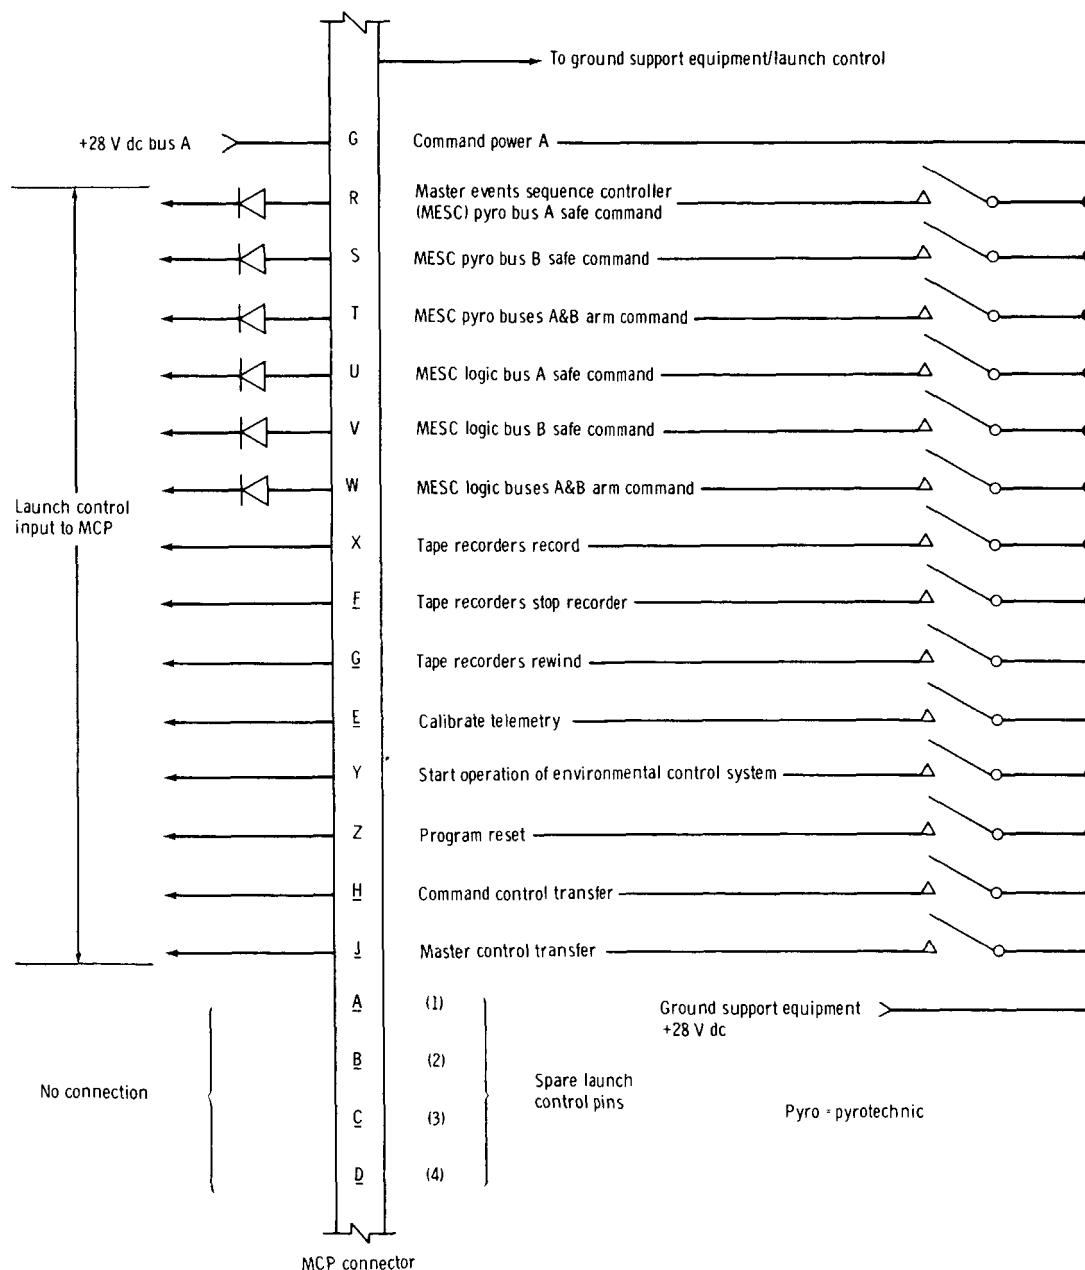 To ground support equipment/launch control
+28 V dc bus A
G
Command power A
R
Master events sequence controller
(MESC) pyro bus A safe command
S
MESC pyro bus B safe command
T
MESC pyro buses A&B arm command
U
MESC logic bus A safe command
V
MESC logic bus B safe command
W
MESC logic buses A&B arm command
Launch control
input to MCP
X
Tape recorders record
F
Tape recorders stop recorder
G
Tape recorders rewind
E
Calibrate telemetry
Y
Start operation of environmental control system
Z
Program reset
H
Command control transfer
J
Master control transfer
A
(1)
Ground support equipment
+28 V dc
B
(2)
No connection
Spare launch
control pins
C
(3)
Pyro = pyrotechnic
D
(4)
MCP connector